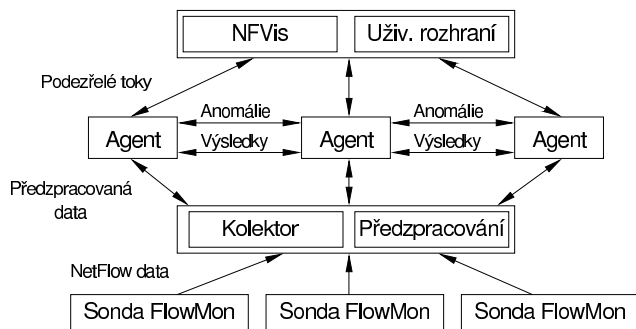 NFVis
Uživ. rozhraní
Podezřelé toky
Anomálie
Anomálie
Agent
Agent
Agent
Výsledky
Výsledky
Předzpracovaná
data
Kolektor
Předzpracování
NetFlow data
Sonda FlowMon
Sonda FlowMon
Sonda FlowMon